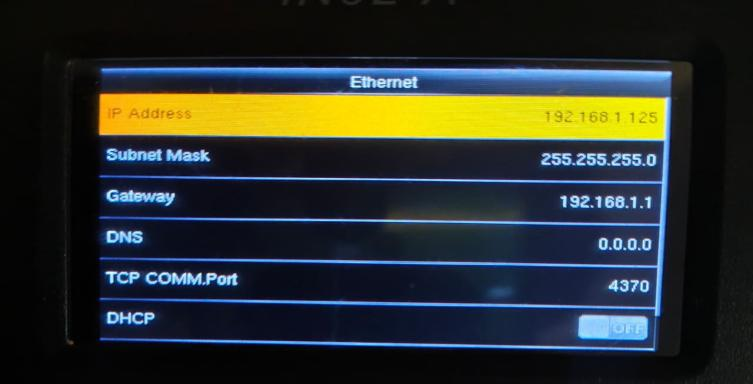 Ethernet
IP Address 192.168.1.125
Subnet Mask 255.255.255.0
Gateway 192.168.1.1
DNS 0.0.0.0
TCP COMM.Port 4370
DHCP OFF